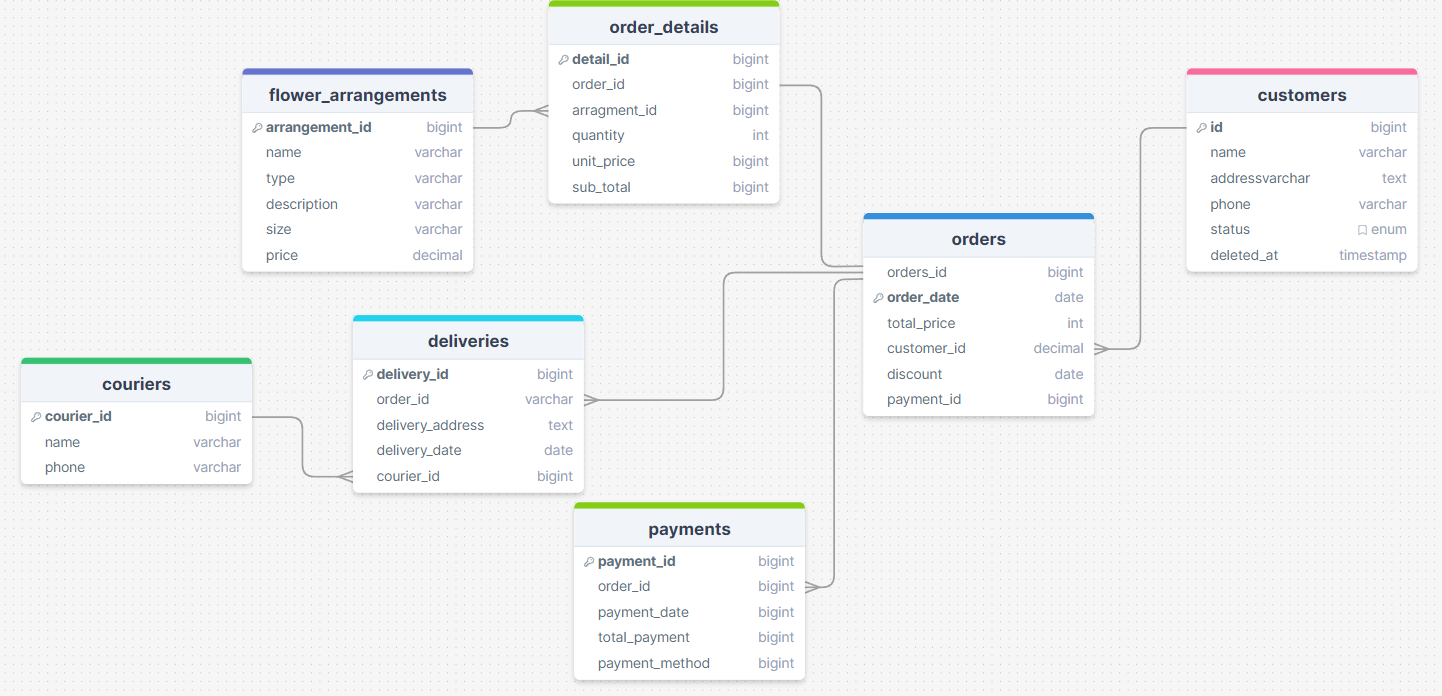 order_details
detail_id bigint
order_id bigint
arragment_id bigint
quantity int
unit_price bigint
sub_total bigint
flower_arrangements
arrangement_id bigint
name varchar
type varchar
description varchar
size varchar
price decimal
customers
id bigint
name varchar
addressvarchar text
phone varchar
status enum
deleted_at timestamp
orders
orders_id bigint
order_date date
total_price int
customer_id decimal
discount date
payment_id bigint
deliveries
delivery_id bigint
order_id varchar
delivery_address text
delivery_date date
courier_id bigint
couriers
courier_id bigint
name varchar
phone varchar
payments
payment_id bigint
order_id bigint
payment_date bigint
total_payment bigint
payment_method bigint